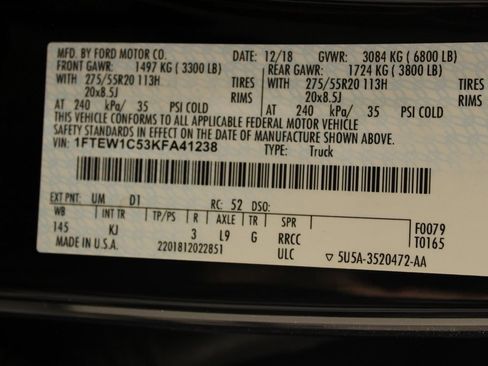 MFD. BY FORD MOTOR CO. DATE: 12/18 GVWR: 3084 KG ( 6800 LB)
FRONT GAWR: 1497 KG ( 3300 LB) REAR GAWR: 1724 KG ( 3800 LB)
WITH 275/55R20 113H TIRES WITH 275/55R20 113H TIRES
20x8.5J RIMS 20x8.5J RIMS
AT 240 kPa/ 35 PSI COLD AT 240 kPa/ 35 PSI COLD
THIS VEHICLE CONFORMS TO ALL APPLICABLE FEDERAL MOTOR VEHICLE
SAFETY STANDARDS IN EFFECT ON THE DATE OF MANUFACTURE SHOWN ABOVE.
VIN: 1FTEW1C53KFA41238 TYPE: Truck
EXT PNT: UM D1 RC: 52 DSO:
WB INT TR TP/PS R AXLE TR SPR F0079
145 KJ 3 L9 G RRCC T0165
MADE IN U.S.A. 2201812022851 ULC ▽ 5U5A-3520472-AA